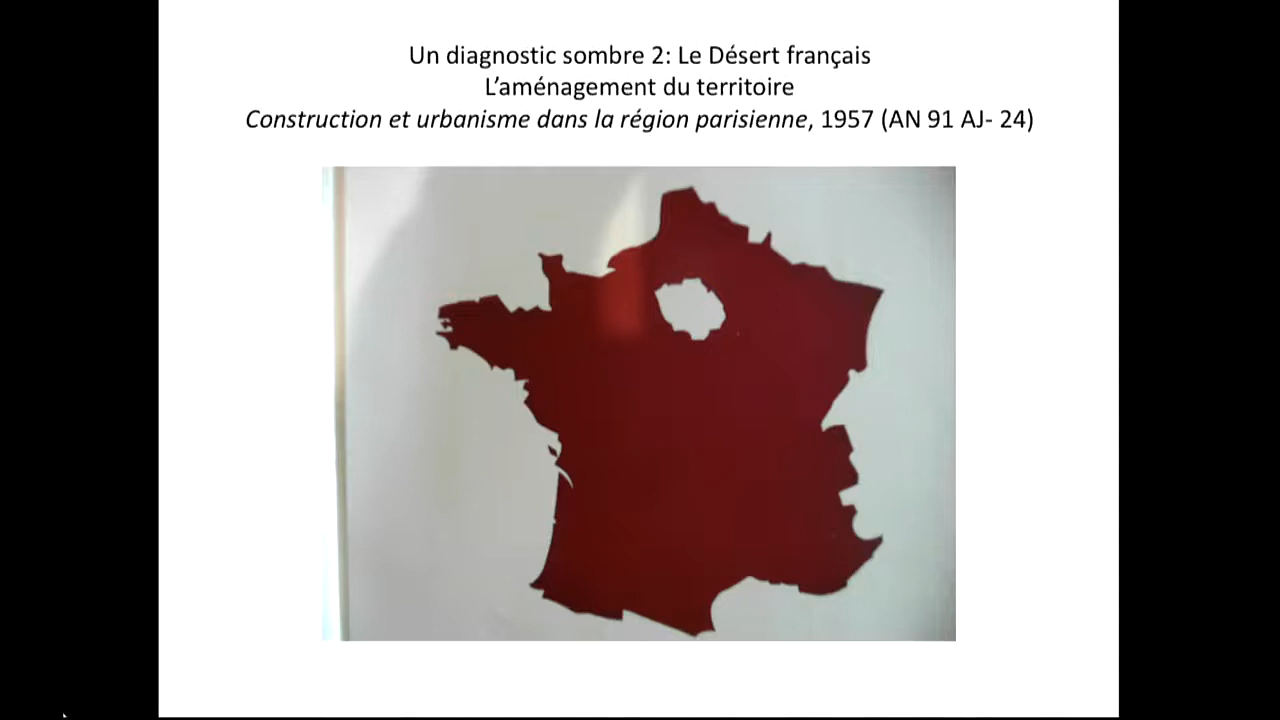 Un diagnostic sombre 2: Le Désert français
L’aménagement du territoire
Construction et urbanisme dans la région parisienne, 1957 (AN 91 AJ- 24)